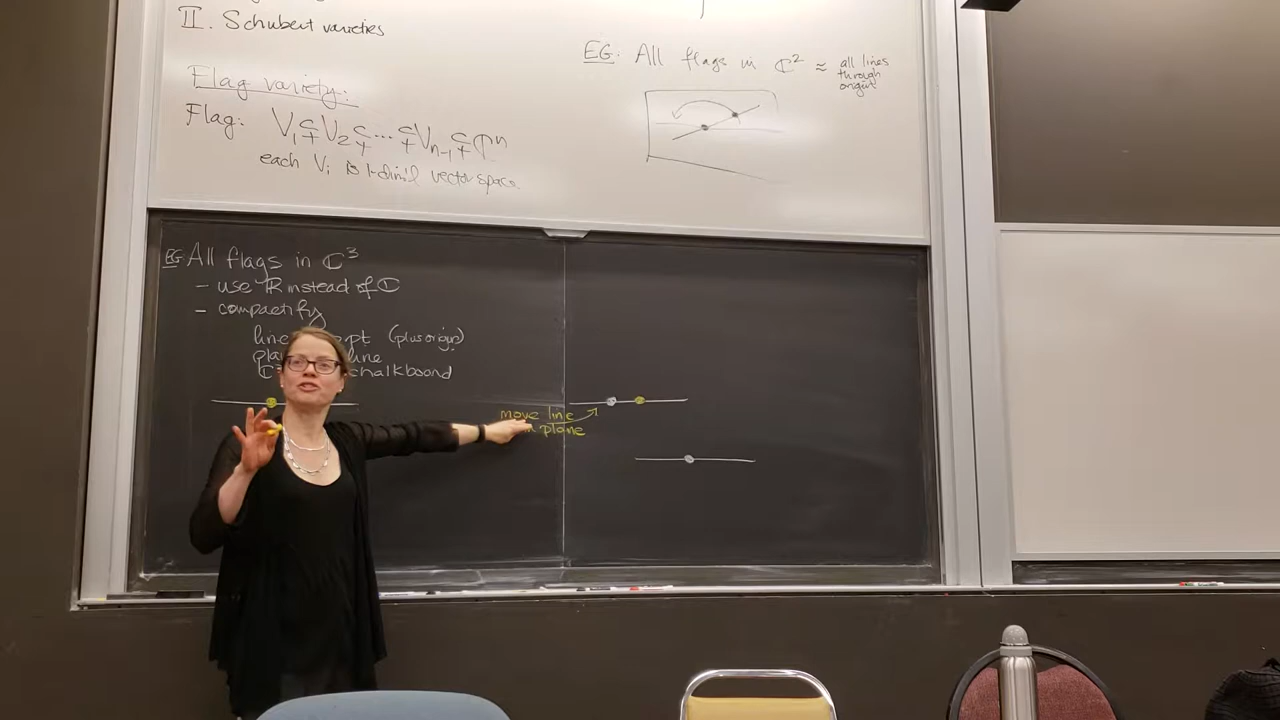 II. Schubert varieties
Flag variety:
Flag: V₁ ⊊ V₂ ⊊ ... ⊊ Vₙ₋₁ ⊊ ℂⁿ
each Vᵢ is i-dim'l vector space.
EG: All flags in ℂ² ≈ all lines
through
origin
EG All flags in ℂ³
- use ℝ instead of ℂ
- compactify
line pt (plus origin)
line
chalkboard
move line
plane